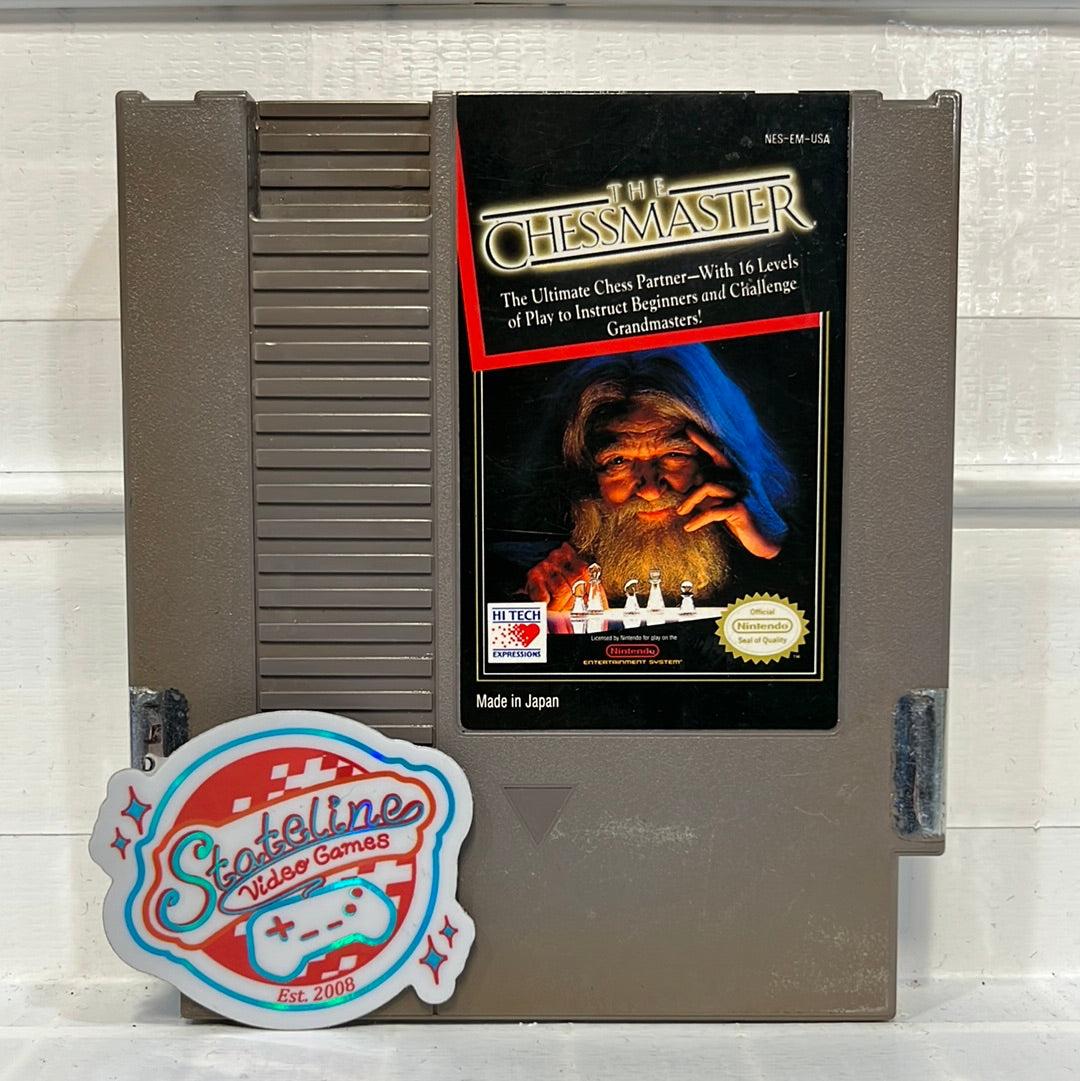 NES-EM-USA
THE
CHESSMASTER
The Ultimate Chess Partner—With 16 Levels
of Play to Instruct Beginners and Challenge
Grandmasters!
HI TECH
EXPRESSIONS
Licensed by Nintendo for play on the
Nintendo
ENTERTAINMENT SYSTEM
Official
Nintendo
Seal of Quality
TM
Made in Japan
D
Stateline
Video Games
Est. 2008